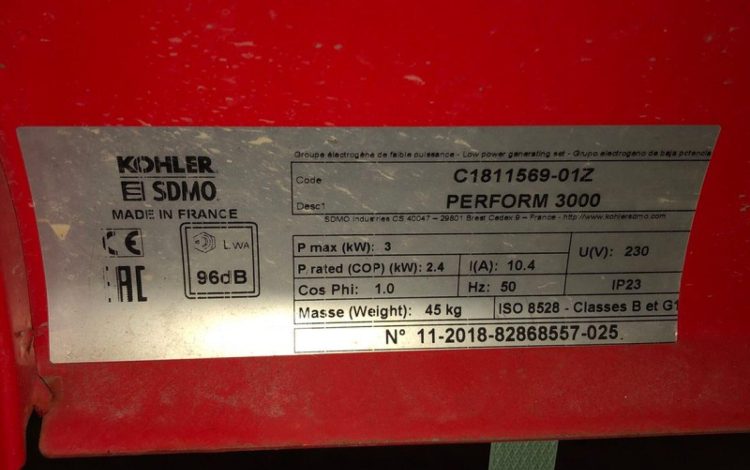 Groupe électrogène de faible puissance - Low power generating set - Grupo electrogeno de baja potencia
KOHLER
SDMO
MADE IN FRANCE
CE
EAC
LWA
96dB
Code C1811569-01Z
Desc1 PERFORM 3000
SDMO Industries CS 40047 - 29801 Brest Cedex 9 - France - http://www.kohlersdmo.com
P max (kW): 3
U(V): 230
P rated (COP) (kW): 2.4 I(A): 10.4
Cos Phi: 1.0 Hz: 50 IP23
Masse (Weight): 45 kg ISO 8528 - Classes B et G1
N° 11-2018-82868557-025